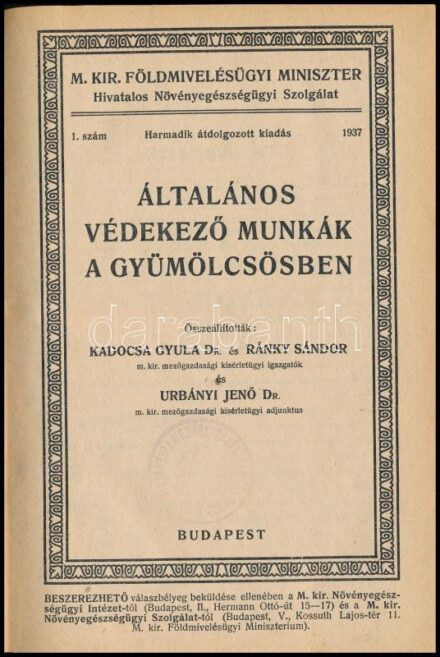 M. KIR. FÖLDMIVELÉSÜGYI MINISZTER
Hivatalos Növényegészségügyi Szolgálat
1. szám Harmadik átdolgozott kiadás 1937
ÁLTALÁNOS
VÉDEKEZŐ MUNKÁK
A GYÜMÖLCSÖSBEN
Összeállították:
darabanth
KADOCSA GYULA DR. és RÁNKY SÁNDOR
m. kir. mezőgazdasági kisérletügyi igazgatók
és
URBÁNYI JENŐ DR.
m. kir. mezőgazdasági kisérletügyi adjunktus
BUDAPEST
BESZEREZHETŐ válaszbélyeg beküldése ellenében a M. kir. Növényegész-
ségügyi Intézet-től (Budapest, II., Hermann Ottó-út 15—17) és a M. kir.
Növényegészségügyi Szolgálat-tól (Budapest, V., Kossuth Lajos-tér 11.
M. kir. Földmivelésügyi Miniszterium).